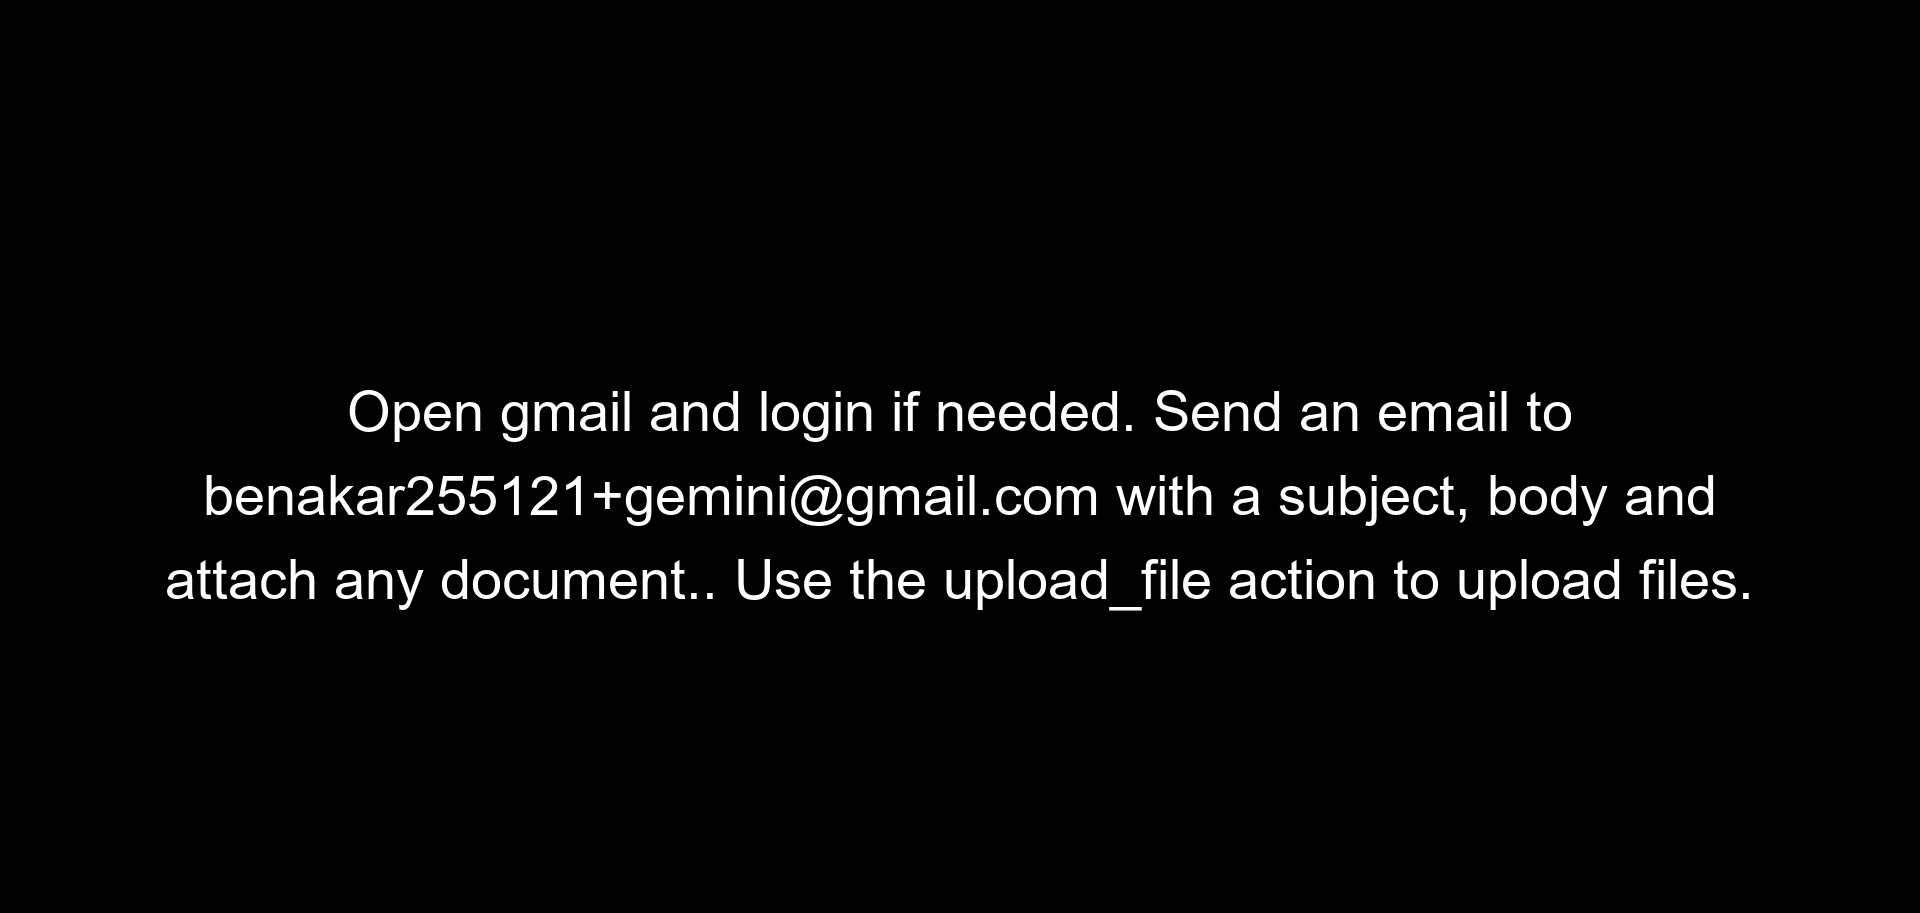 Open gmail and login if needed. Send an email to
benakar255121+gemini@gmail.com with a subject, body and
attach any document.. Use the upload_file action to upload files.